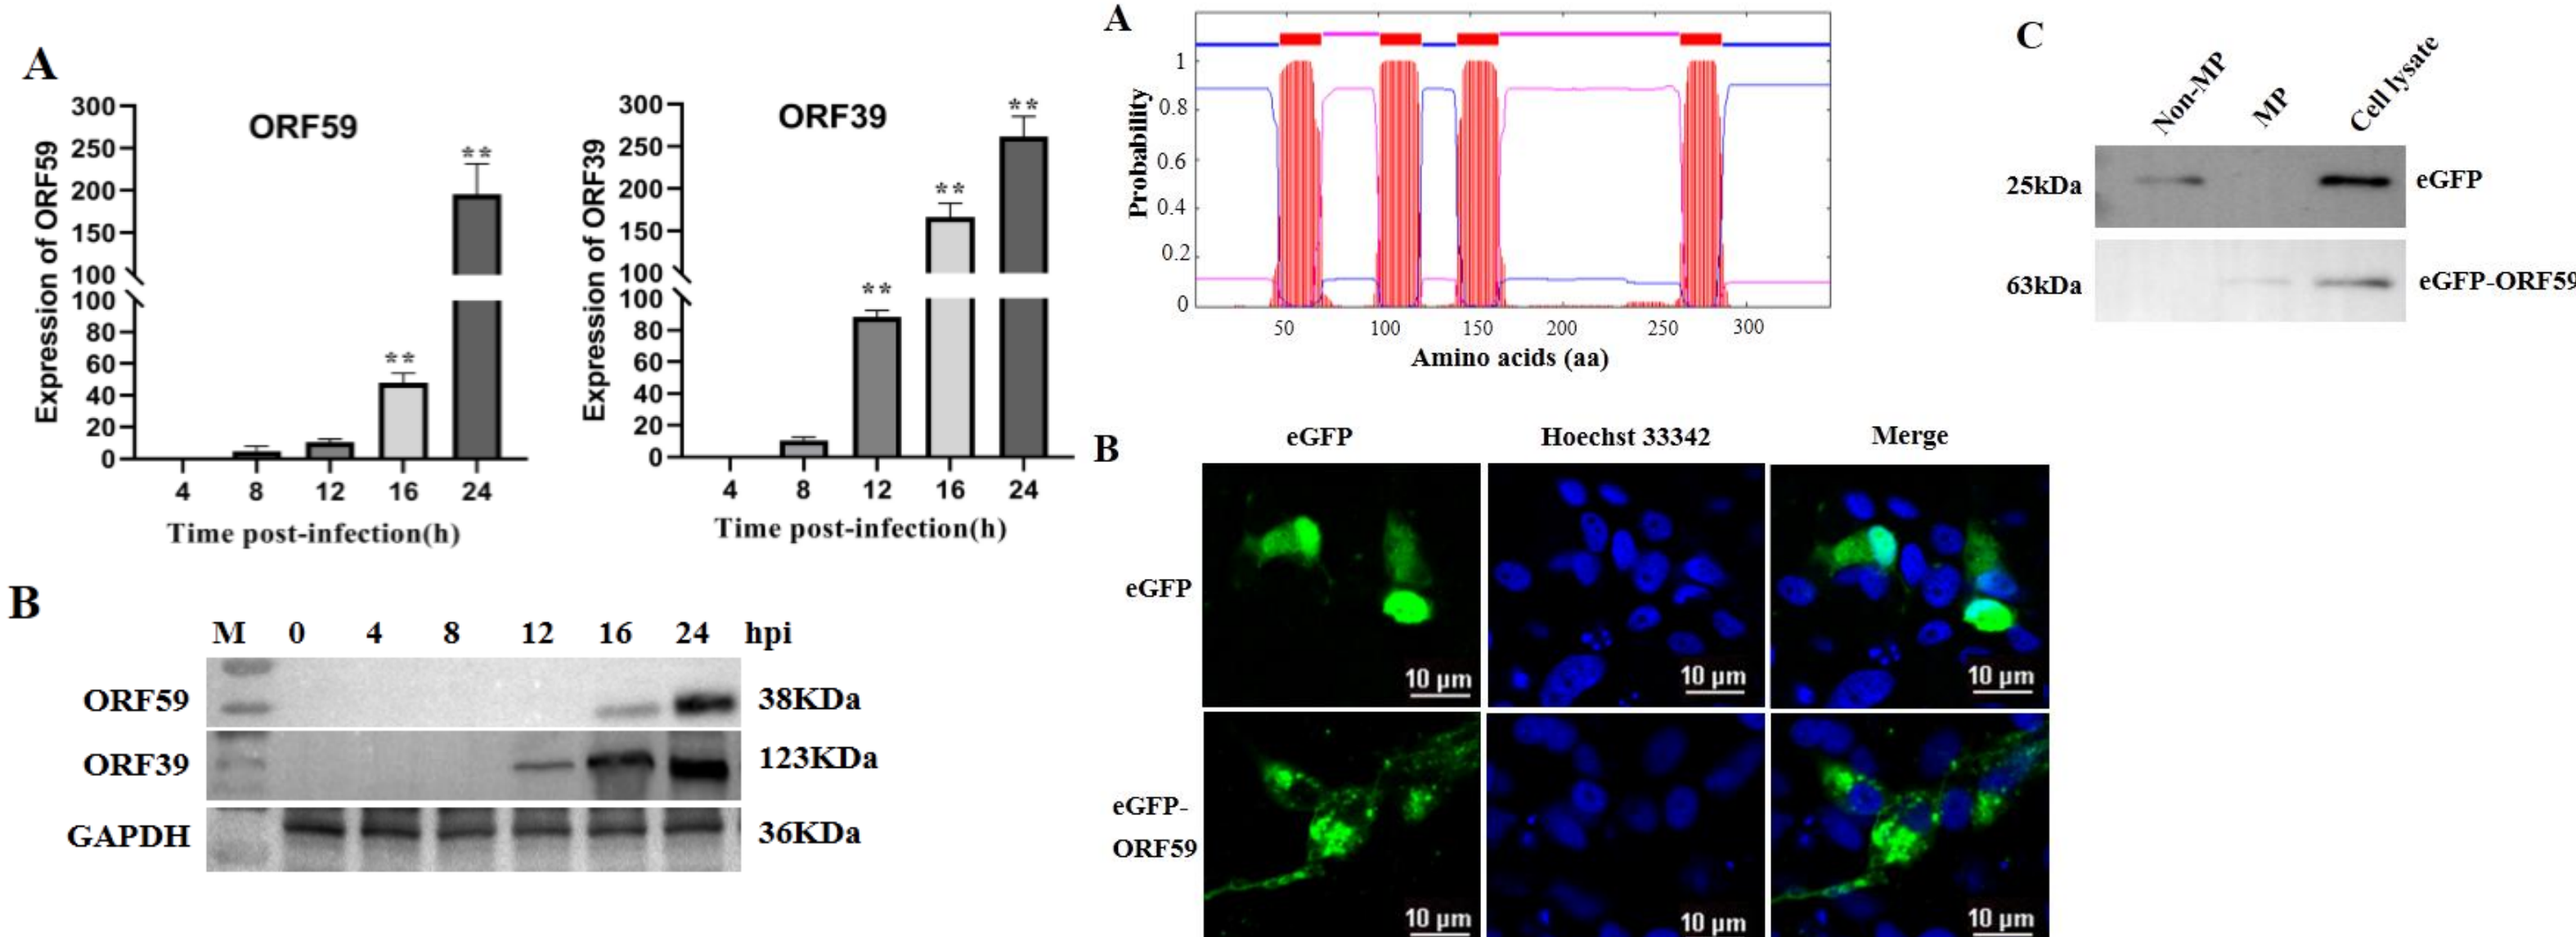 A
ORF59
Expression of ORF59
300
250
200
150
100
100
80
60
40
20
0
**
**
4 8 12 16 24
Time post-infection(h)
ORF39
Expression of ORF39
300
250
200
150
100
100
80
60
40
20
0
**
**
**
4 8 12 16 24
Time post-infection(h)
B
M 0 4 8 12 16 24 hpi
ORF59 38KDa
ORF39 123KDa
GAPDH 36KDa
A
Probability
1
0.8
0.6
0.4
0.2
0
50 100 150 200 250 300
Amino acids (aa)
B
eGFP Hoechst 33342 Merge
eGFP
10 µm 10 µm 10 µm
eGFP-
ORF59
10 µm 10 µm 10 µm
C
Non-MP MP Cell lysate
25kDa eGFP
63kDa eGFP-ORF59